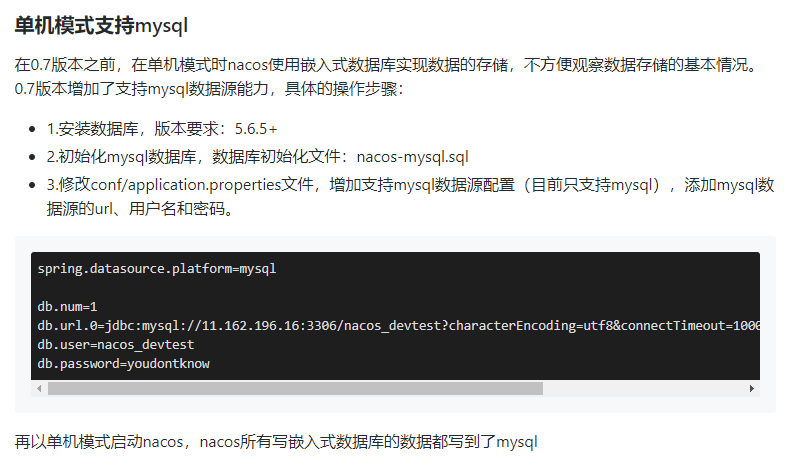 单机模式支持mysql
在0.7版本之前，在单机模式时nacos使用嵌入式数据库实现数据的存储，不方便观察数据存储的基本情况。
0.7版本增加了支持mysql数据源能力，具体的操作步骤：
1.安装数据库，版本要求：5.6.5+
2.初始化mysql数据库，数据库初始化文件：nacos-mysql.sql
3.修改conf/application.properties文件，增加支持mysql数据源配置（目前只支持mysql），添加mysql数
据源的url、用户名和密码。
spring.datasource.platform=mysql
db.num=1
db.url.0=jdbc:mysql://11.162.196.16:3306/nacos_devtest?characterEncoding=utf8&connectTimeout=1000
db.user=nacos_devtest
db.password=youdontknow
再以单机模式启动nacos，nacos所有写嵌入式数据库的数据都写到了mysql